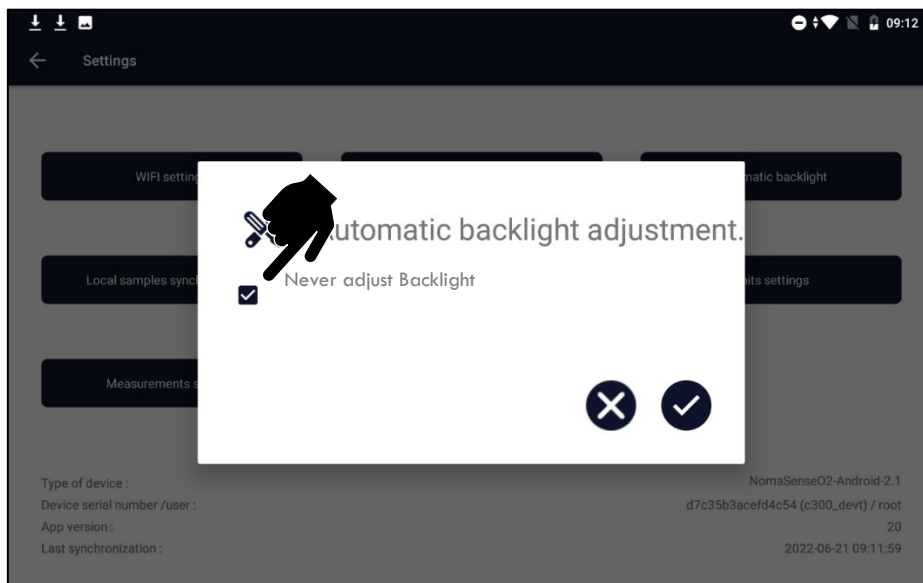 09:12
Settings
WIFI setting
matic backlight
utomatic backlight adjustment.
Never adjust Backlight
Local samples sync
its settings
Measurements s
Type of device :
NomaSenseO2-Android-2.1
Device serial number /user :
d7c35b3acefd4c54 (c300_devt) / root
App version :
20
Last synchronization :
2022-06-21 09:11:59